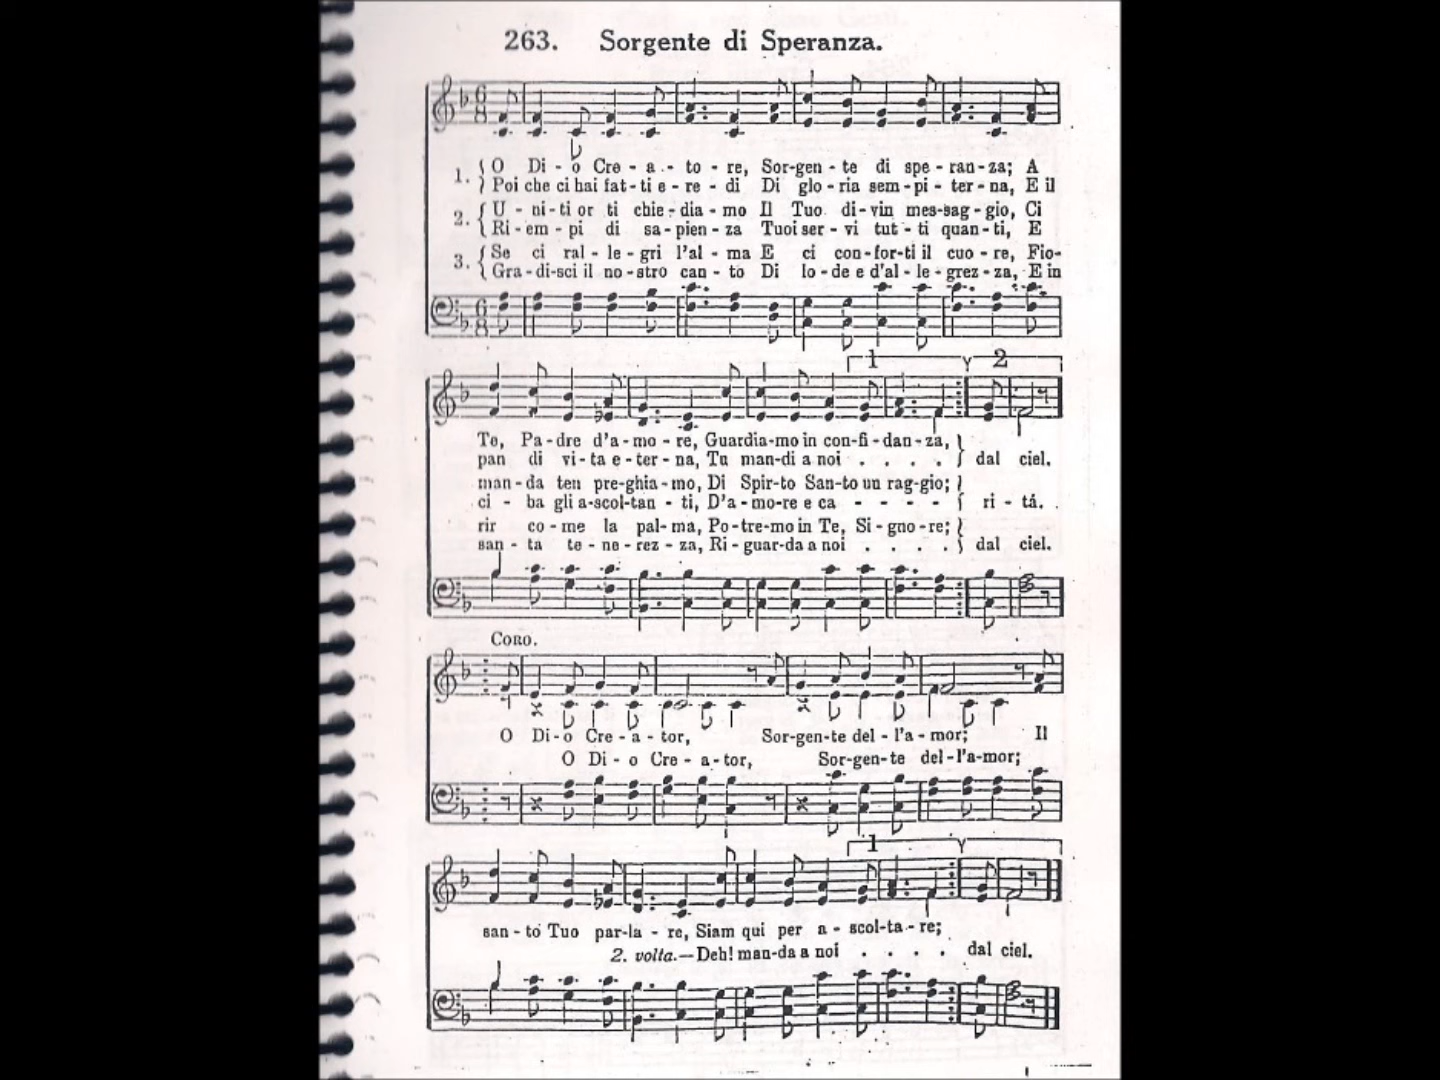 263. Sorgente di Speranza.
1. { O Di - o Cre - a - to - re, Sor-gen - te di spe - ran - za; A
Poi che ci hai fat - ti e - re - di Di glo - ria sem - pi - ter - na, E il
2. { U - ni - ti or ti chie - dia - mo Il Tuo di - vin mes-sag - gio, Ci
Ri - em - pi di sa - pien - za Tuoi ser - vi tut - ti quan - ti, E
3. { Se ci ral - le - gri l'al - ma E ci con - for - ti il cuo - re, Fio-
Gra - di-sci il no - stro can - to Di lo - de e d'al - le - grez - za, E in
1 2
Te, Pa - dre d'a - mo - re, Guardia-mo in con-fi-dan-za, }
pan di vi - ta e - ter - na, Tu man-di a noi . . . . } dal ciel.
man - da ten pre-ghia-mo, Di Spir-to San-to un rag-gio; }
ci - ba gli a-scol-tan - ti, D'a - mo-re e ca - - - - { ri - tá.
rir co - me la pal - ma, Po - tre-mo in Te, Si - gno - re; }
san - ta te - ne - rez - za, Ri - guar-da a noi . . . . } dal ciel.
CORO.
O Di - o Cre - a - tor, Sor-gen-te del - l'a - mor; Il
O Di - o Cre - a - tor, Sor-gen-te del-l'a-mor;
1
san - to Tuo par-la - re, Siam qui per a - scol-ta - re;
2. volta.—Deh! man-da a noi . . . . dal ciel.